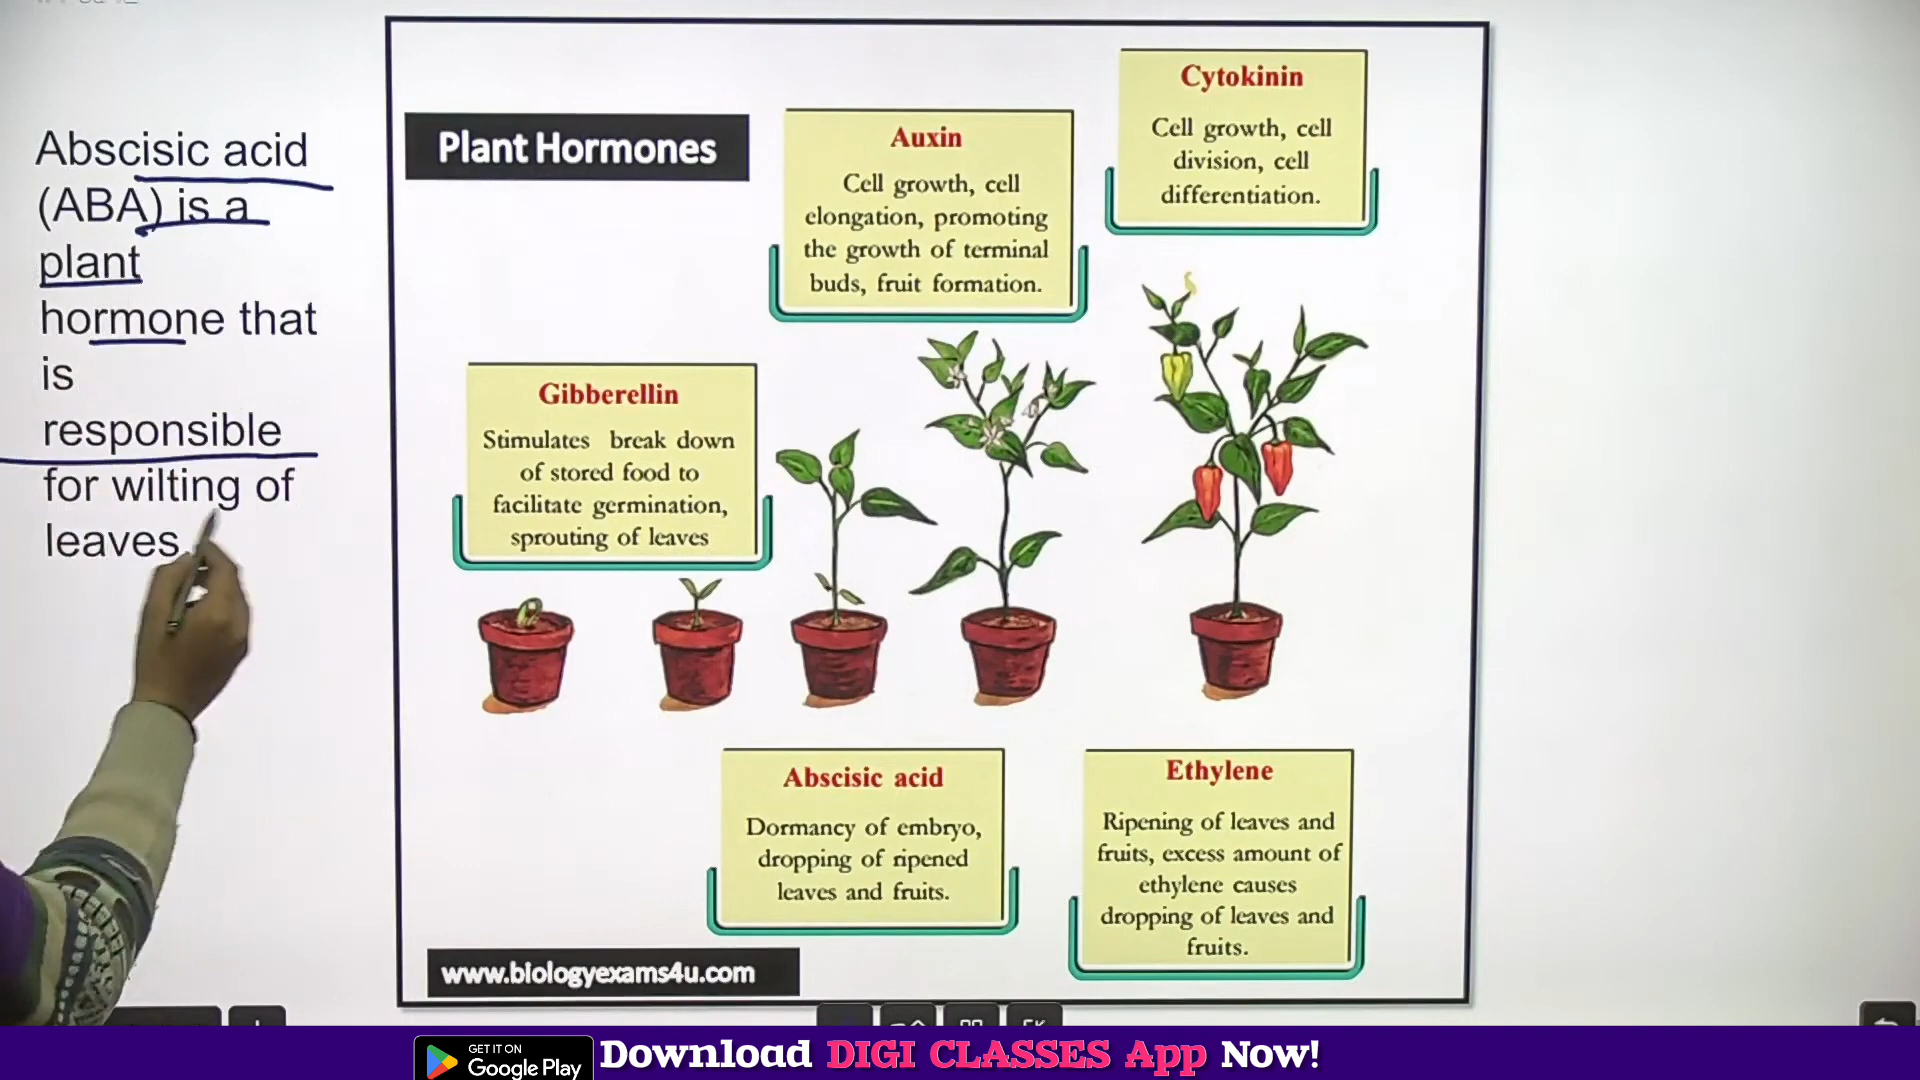 Abscisic acid
(ABA) is a
plant
hormone that
is
responsible
for wilting of
leaves
Plant Hormones
Auxin
Cell growth, cell
elongation, promoting
the growth of terminal
buds, fruit formation.
Cytokinin
Cell growth, cell
division, cell
differentiation.
Gibberellin
Stimulates break down
of stored food to
facilitate germination,
sprouting of leaves
Abscisic acid
Dormancy of embryo,
dropping of ripened
leaves and fruits.
Ethylene
Ripening of leaves and
fruits, excess amount of
ethylene causes
dropping of leaves and
fruits.
www.biologyexams4u.com
GET IT ON
Google Play
Download DIGI CLASSES App Now!